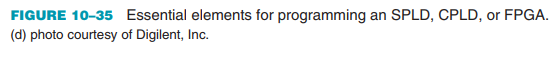 FIGURE 10–35 Essential elements for programming an SPLD, CPLD, or FPGA.
(d) photo courtesy of Digilent, Inc.